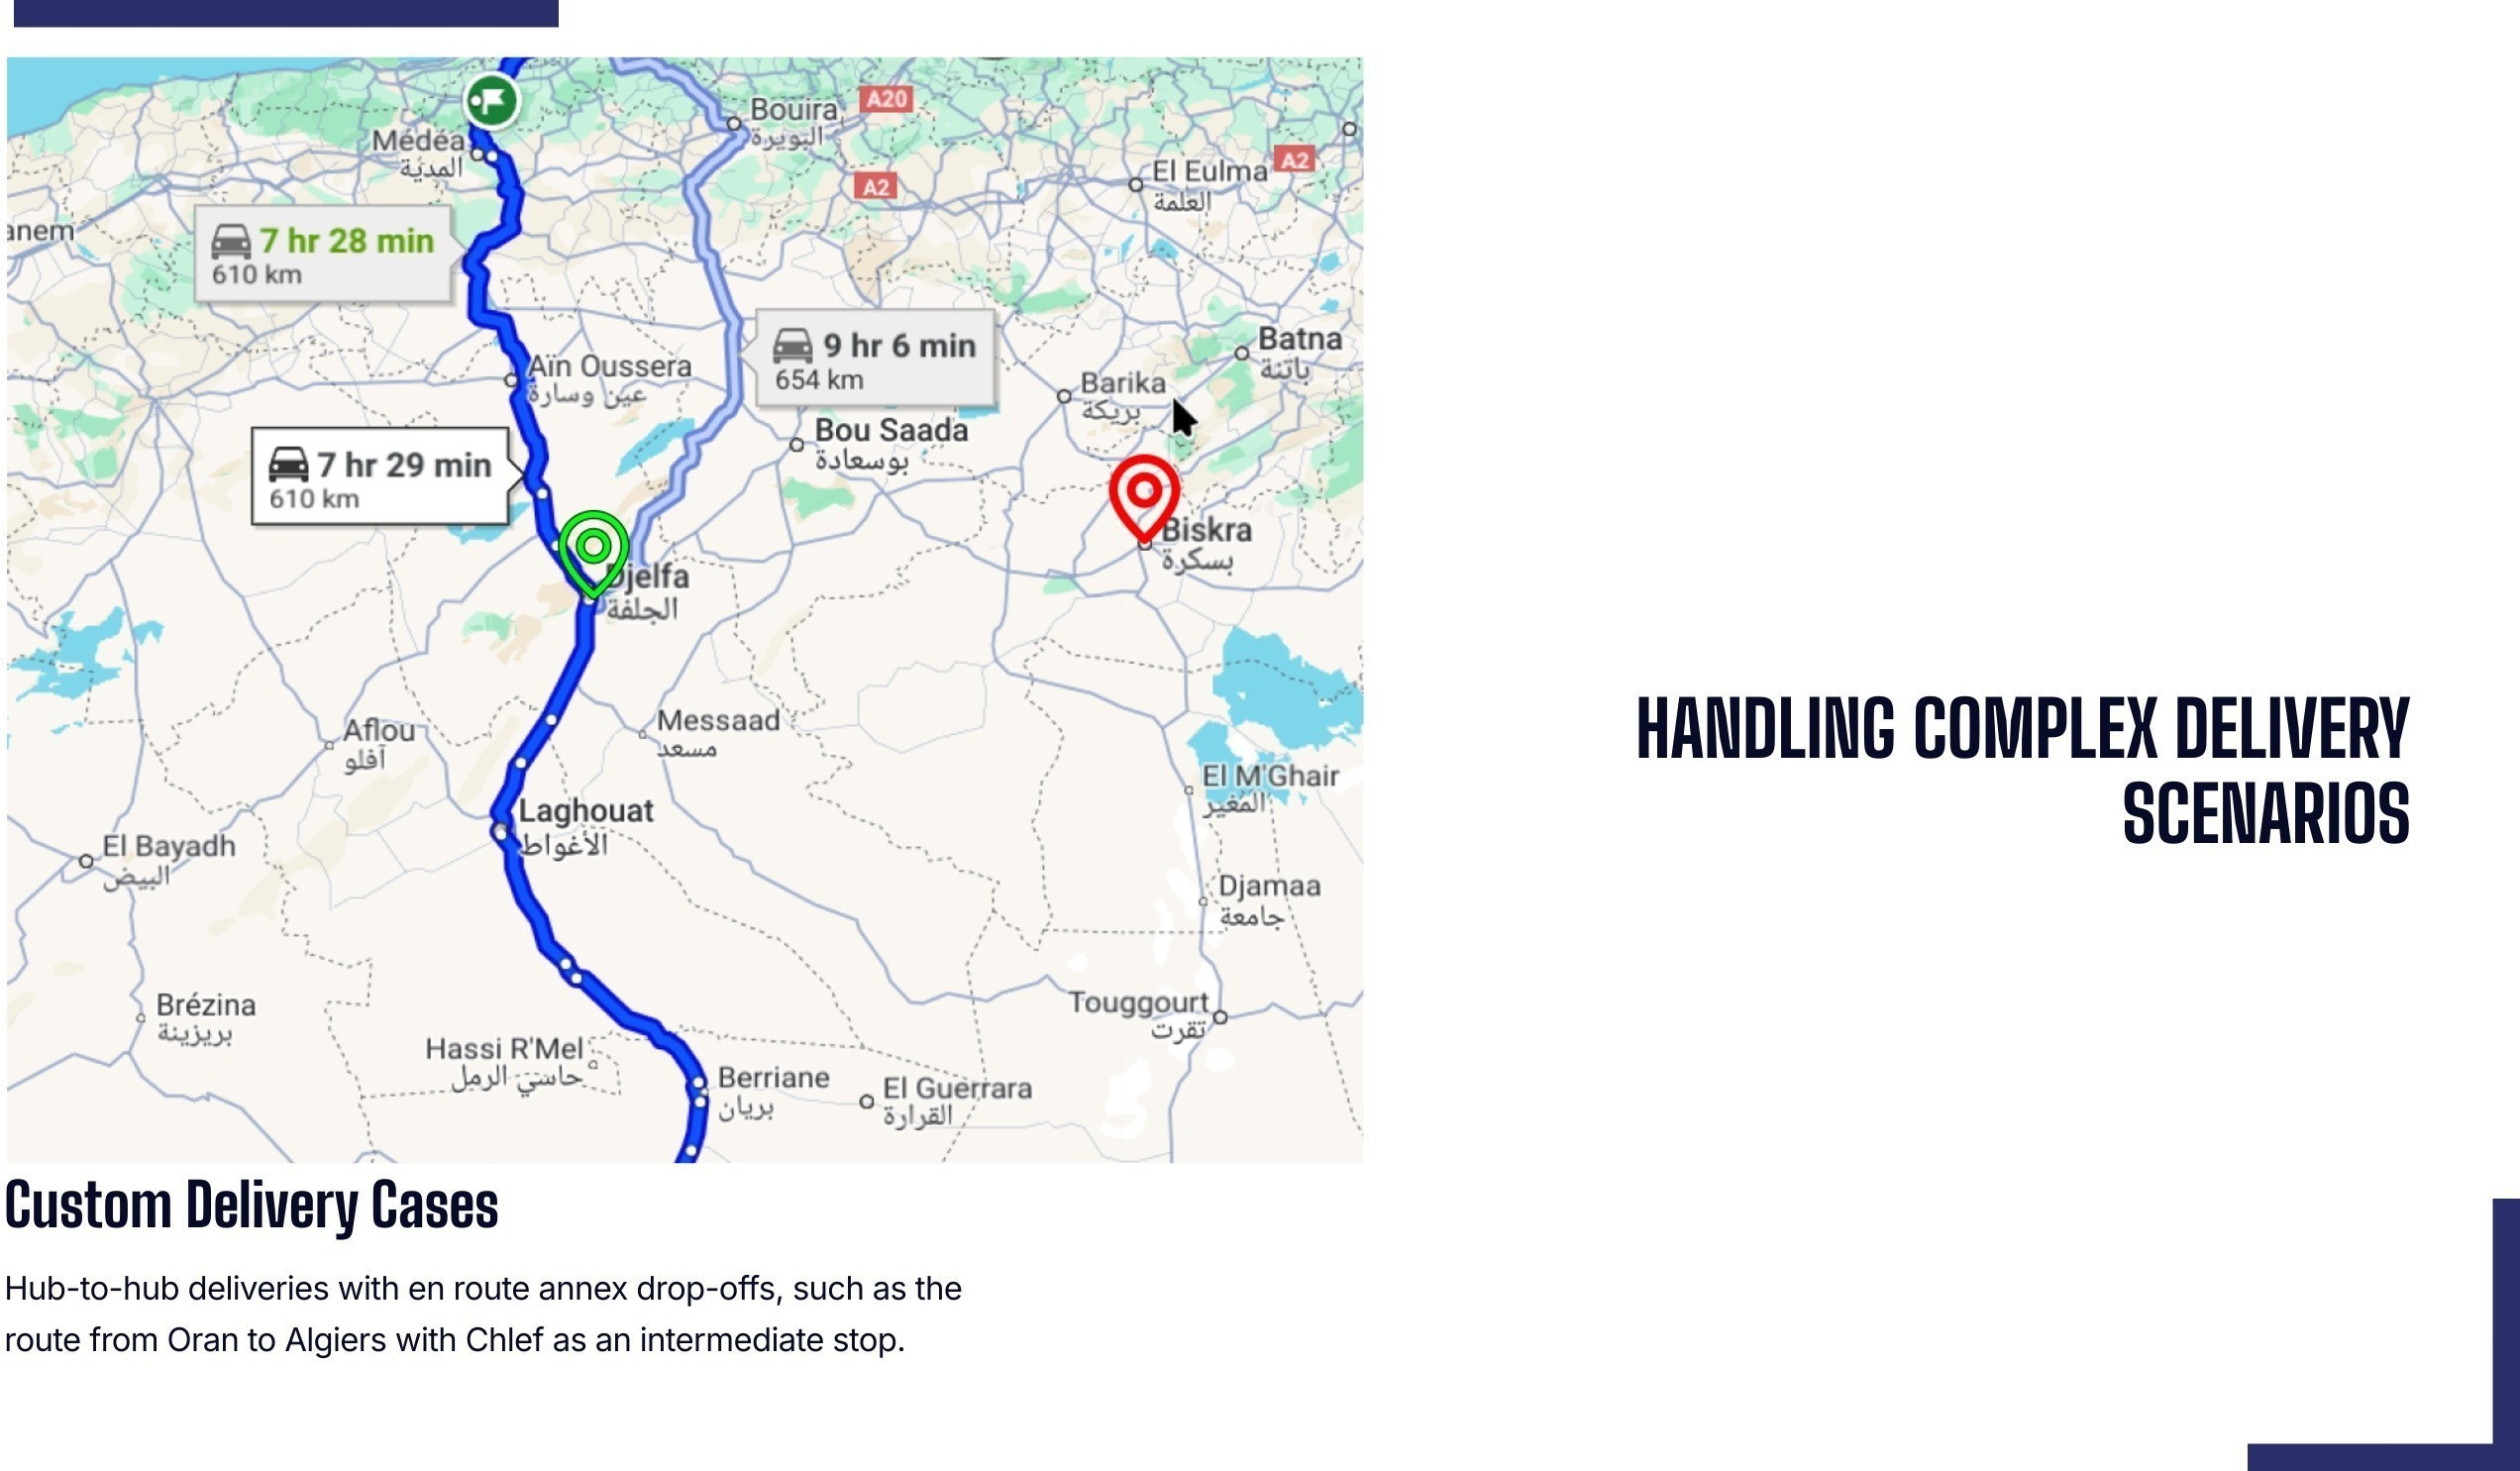 Bouira
البويرة
A20
Médéa
المديّة
El Eulma
العلمة
A2
A2
anem
7 hr 28 min
610 km
9 hr 6 min
654 km
Batna
باتنة
Aïn Oussera
عين وسارة
Barika
بريكة
Bou Saada
بوسعادة
7 hr 29 min
610 km
Biskra
بسكرة
Djelfa
الجلفة
Aflou
آفلو
Messaad
مسعد
El M'Ghair
المغير
Laghouat
الأغواط
El Bayadh
البيض
Djamaa
جامعة
Brézina
بريزينة
Touggourt
تقرت
Hassi R'Mel
حاسي الرمل
Berriane
بريان
El Guerrara
القرارة
HANDLING COMPLEX DELIVERY
SCENARIOS
Custom Delivery Cases
Hub-to-hub deliveries with en route annex drop-offs, such as the
route from Oran to Algiers with Chlef as an intermediate stop.